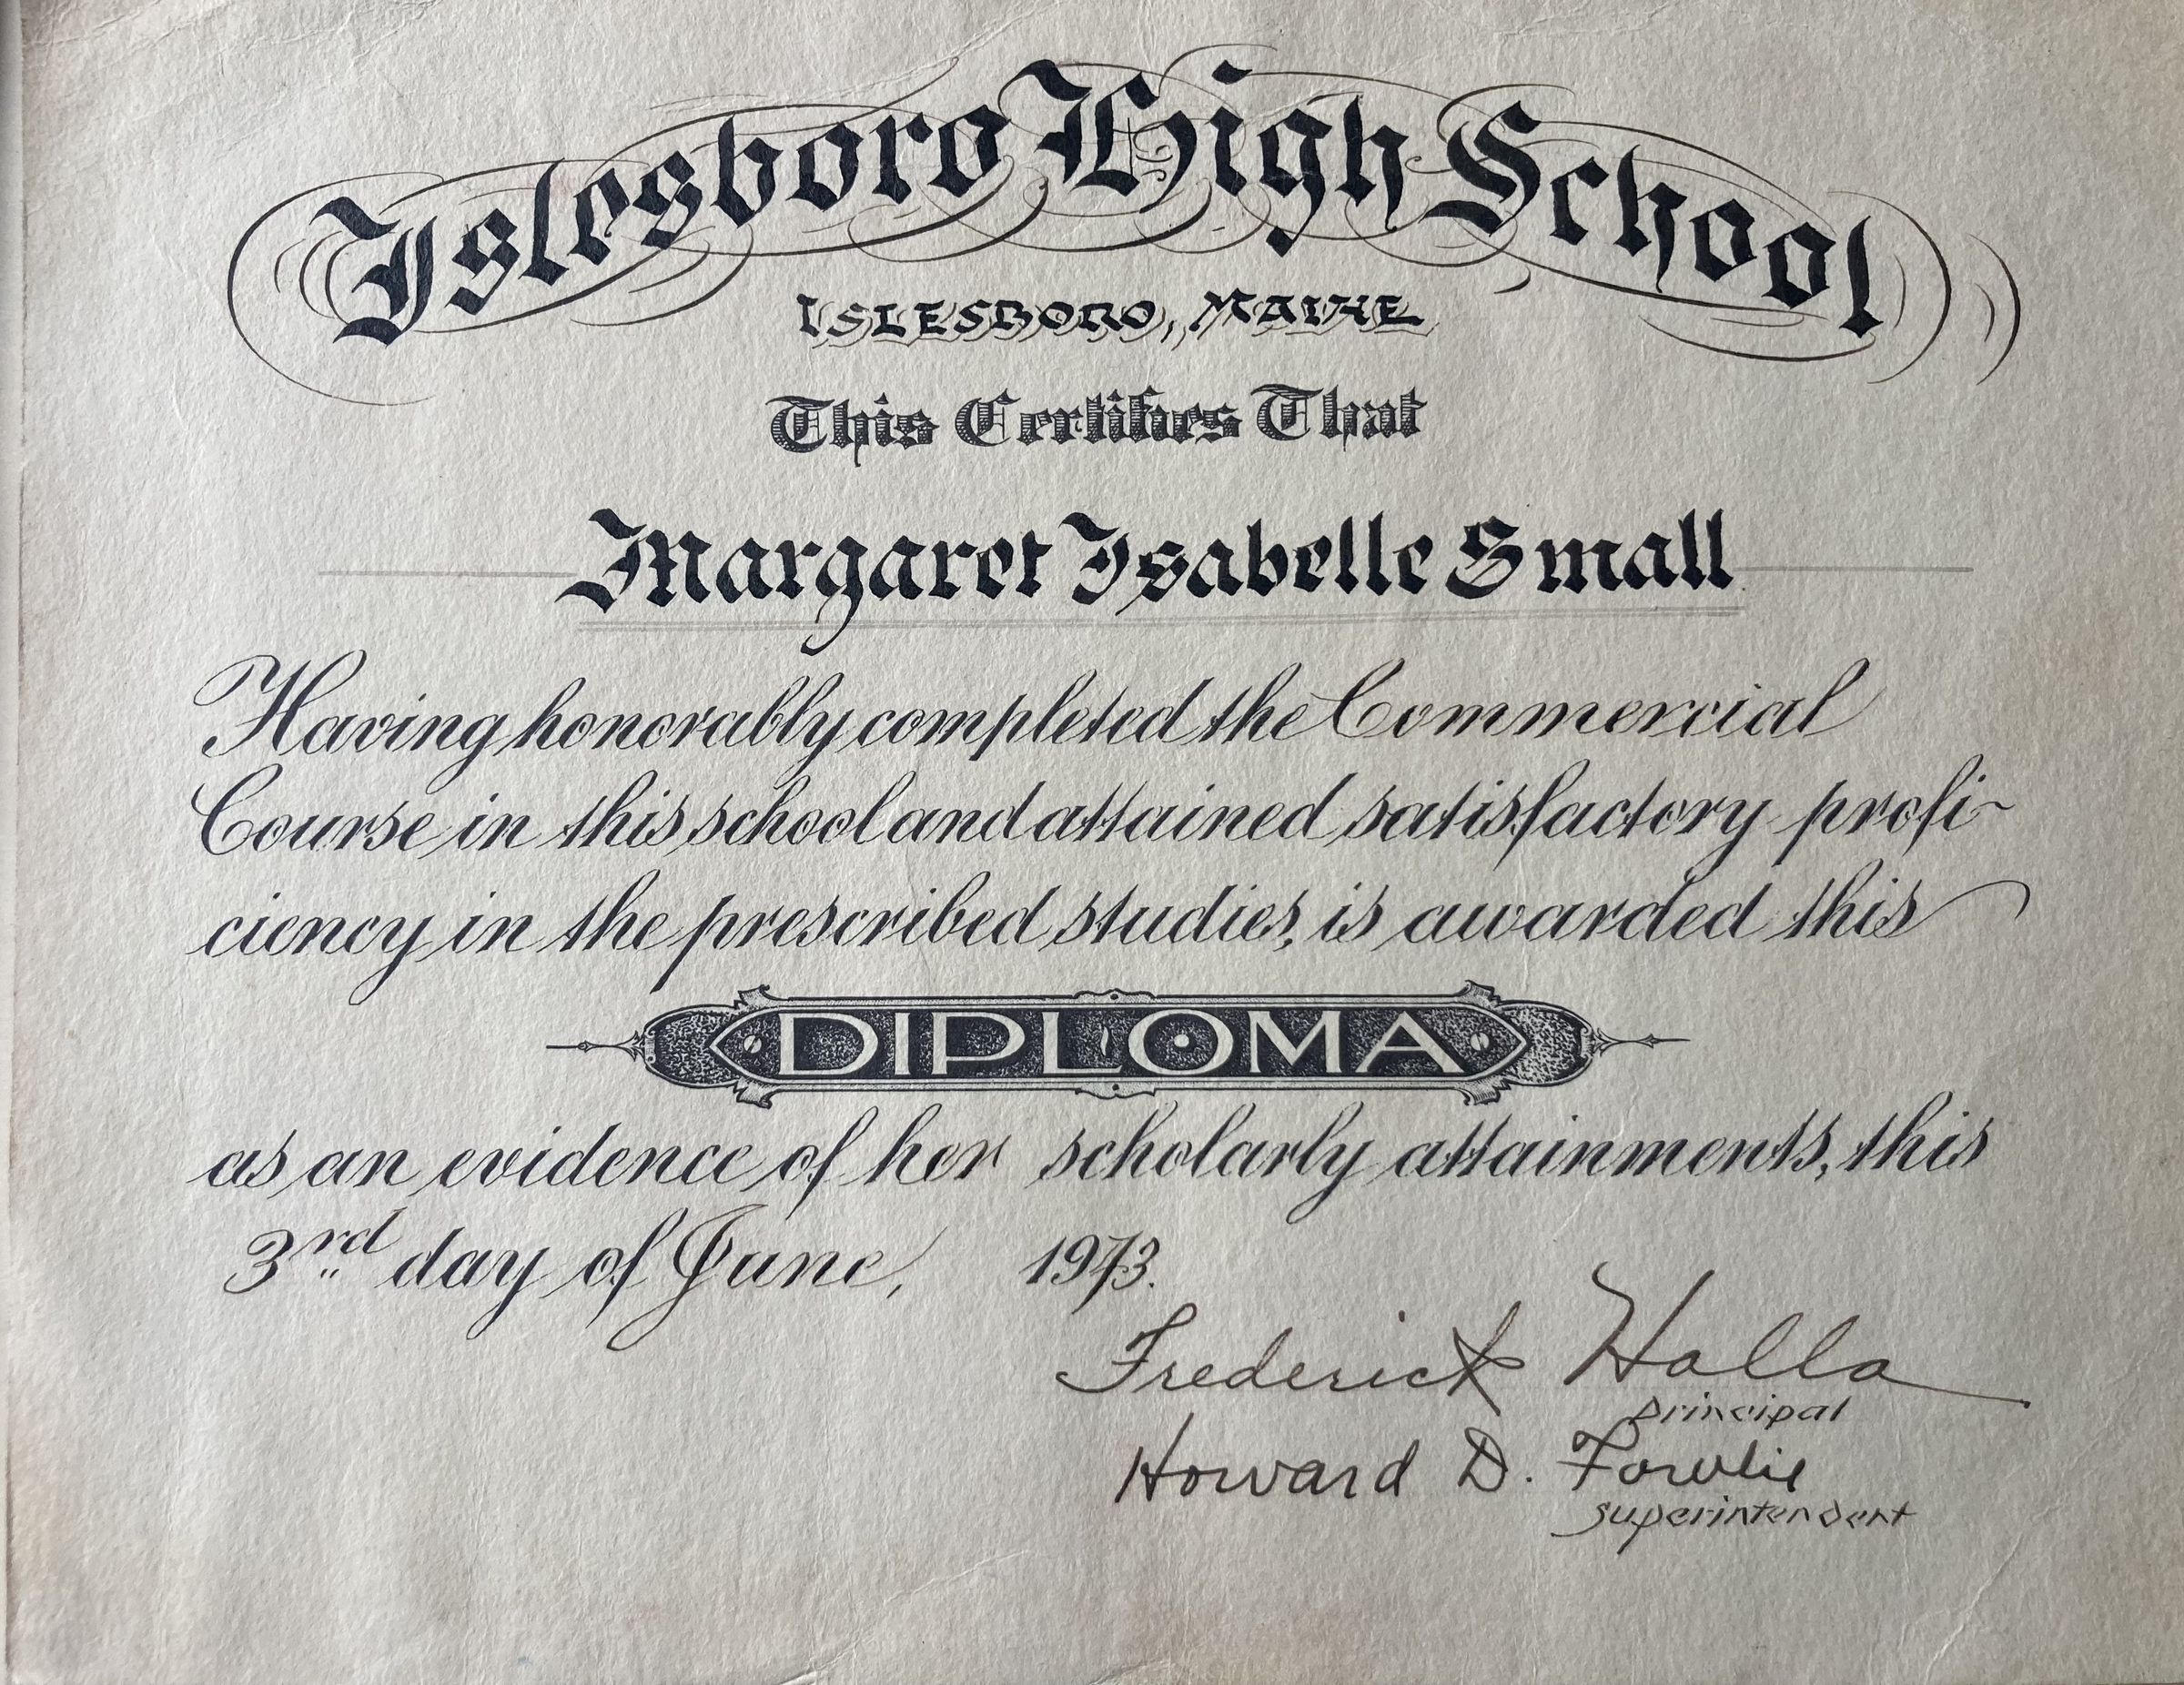 Islesboro High School
ISLESBORO, MAINE
This Certifies That
Margaret Isabelle Small
Having honorably completed the Commercial
Course in this school and attained satisfactory profi-
ciency in the prescribed studies, is awarded this
DIPLOMA
as an evidence of her scholarly attainments, this
3rd day of June, 1943.
Frederick Halla
principal
Howard D. Fowlie
superintendent